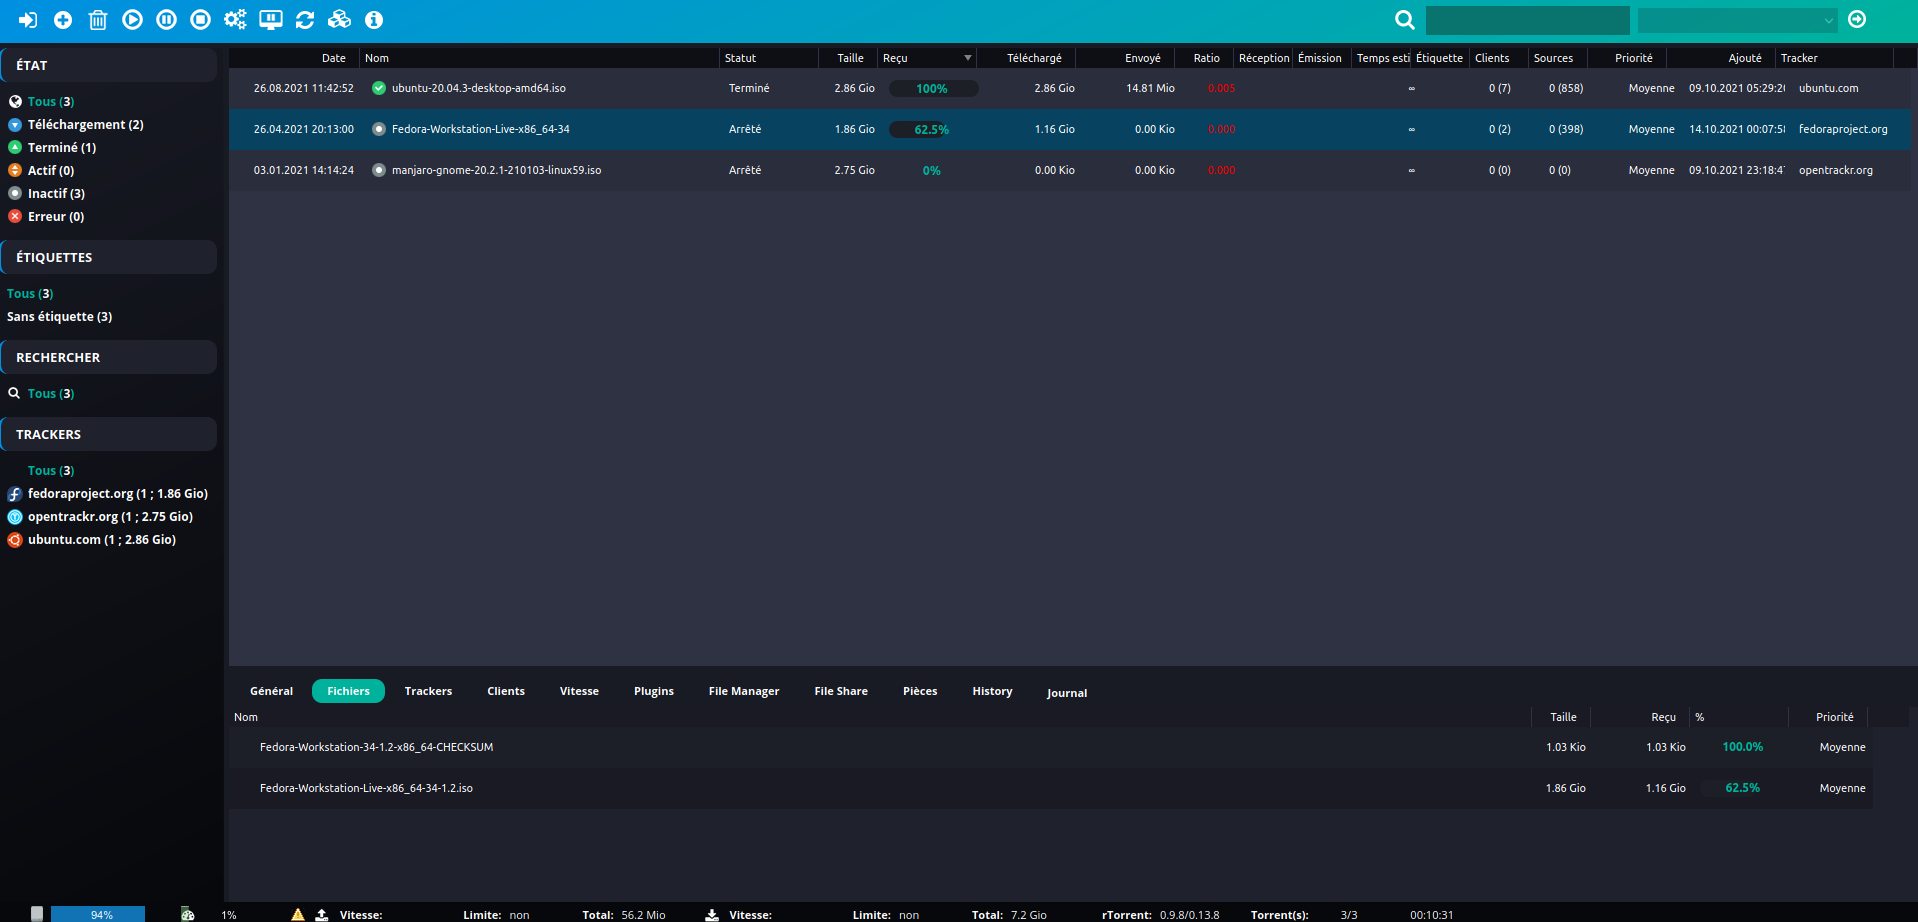 ÉTAT
Tous (3)
Téléchargement (2)
Terminé (1)
Actif (0)
Inactif (3)
Erreur (0)
ÉTIQUETTES
Tous (3)
Sans étiquette (3)
RECHERCHER
Tous (3)
TRACKERS
Tous (3)
fedoraproject.org (1 ; 1.86 Gio)
opentrackr.org (1 ; 2.75 Gio)
ubuntu.com (1 ; 2.86 Gio)
Date Nom Statut Taille Reçu Téléchargé Envoyé Ratio Réception Émission Temps esti Étiquette Clients Sources Priorité Ajouté Tracker
26.08.2021 11:42:52 ubuntu-20.04.3-desktop-amd64.iso Terminé 2.86 Gio 100% 2.86 Gio 14.81 Mio 0.005 ∞ 0 (7) 0 (858) Moyenne 09.10.2021 05:29:2 ubuntu.com
26.04.2021 20:13:00 Fedora-Workstation-Live-x86_64-34 Arrêté 1.86 Gio 62.5% 1.16 Gio 0.00 Kio 0.000 ∞ 0 (2) 0 (398) Moyenne 14.10.2021 00:07:5 fedoraproject.org
03.01.2021 14:14:24 manjaro-gnome-20.2.1-210103-linux59.iso Arrêté 2.75 Gio 0% 0.00 Kio 0.00 Kio 0.000 ∞ 0 (0) 0 (0) Moyenne 09.10.2021 23:18:4 opentrackr.org
Général Fichiers Trackers Clients Vitesse Plugins File Manager File Share Pièces History Journal
Nom Taille Reçu % Priorité
Fedora-Workstation-34-1.2-x86_64-CHECKSUM 1.03 Kio 1.03 Kio 100.0% Moyenne
Fedora-Workstation-Live-x86_64-34-1.2.iso 1.86 Gio 1.16 Gio 62.5% Moyenne
94% 1% Vitesse: Limite: non Total: 56.2 Mio Vitesse: Limite: non Total: 7.2 Gio rTorrent: 0.9.8/0.13.8 Torrent(s): 3/3 00:10:31